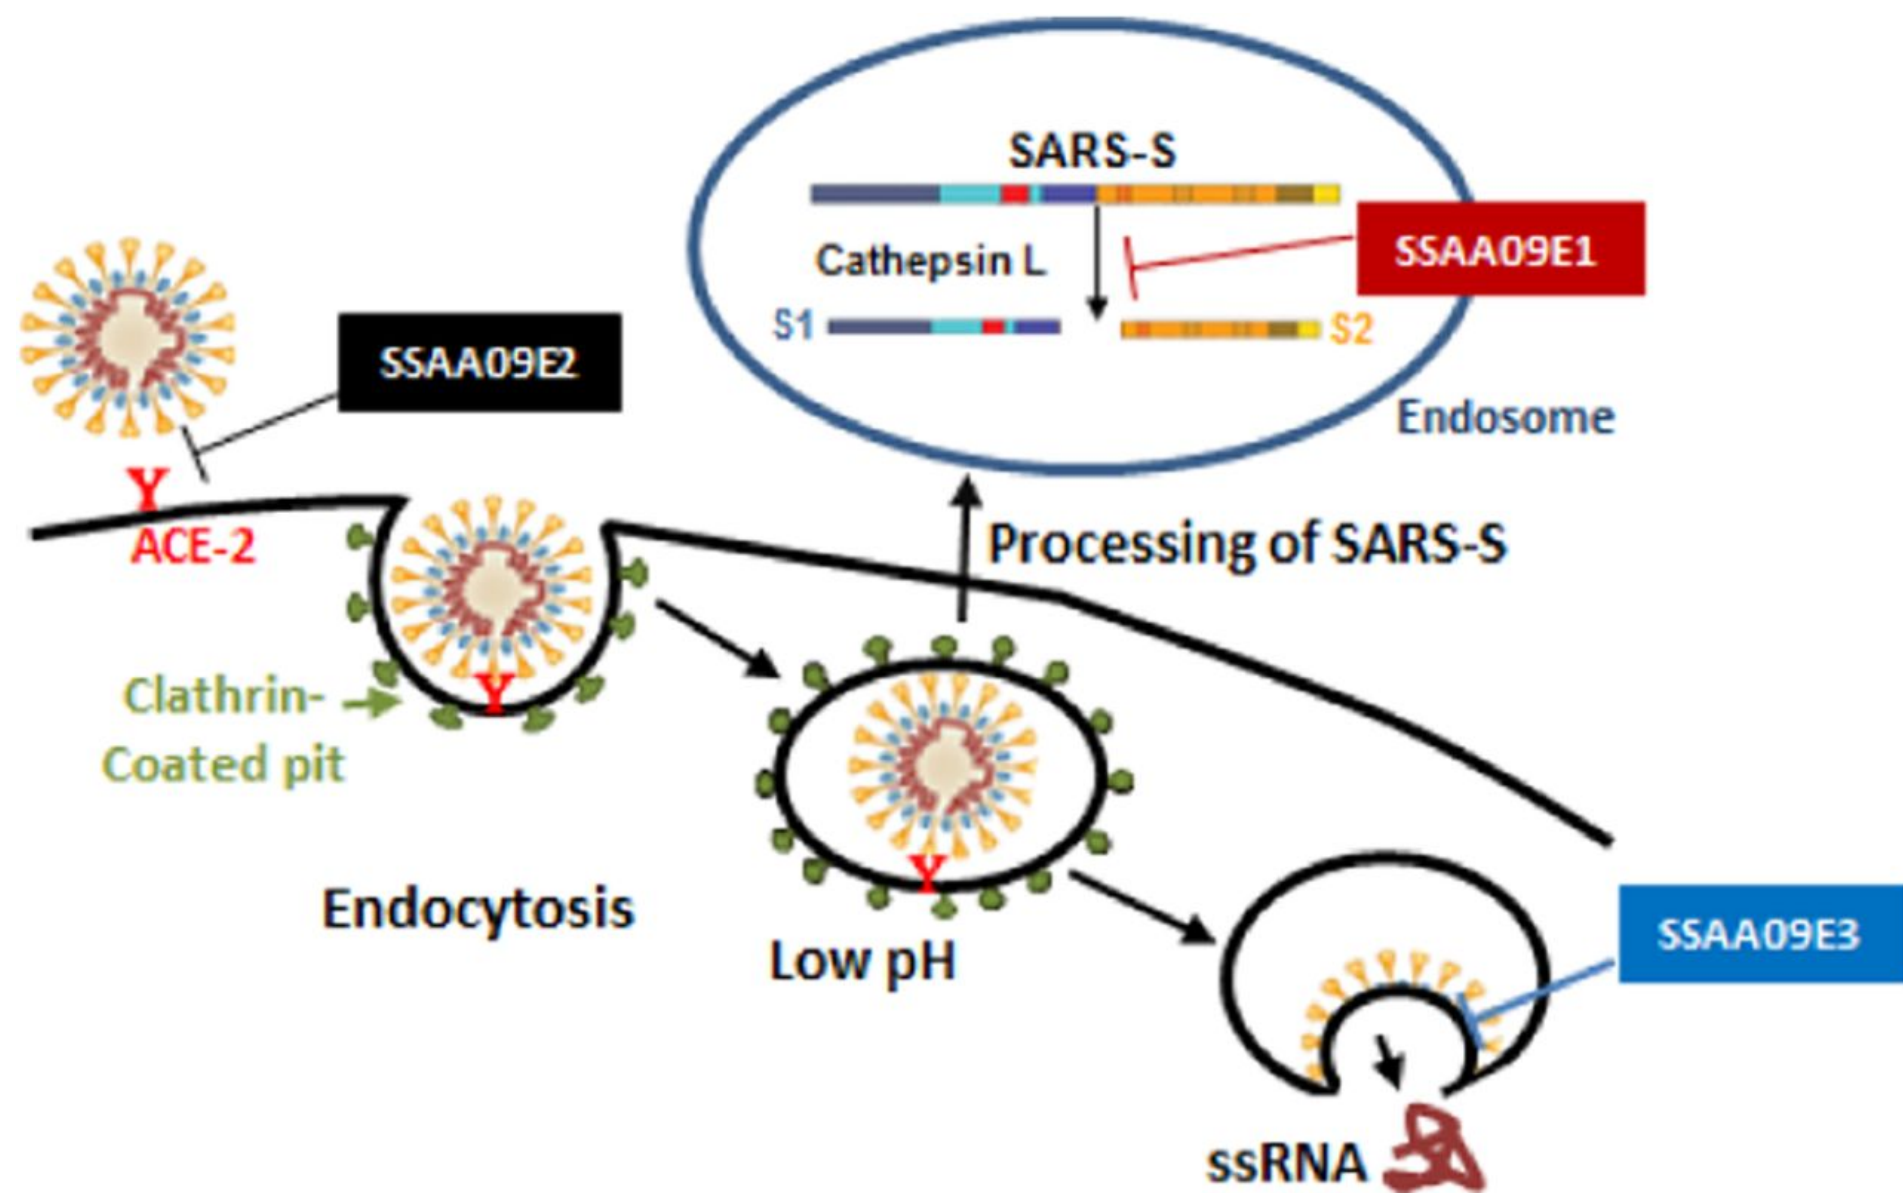 SARS-S
SSAA09E1
Cathepsin L
S1
S2
SSAA09E2
Endosome
ACE-2
Processing of SARS-S
Clathrin-
Coated pit
Endocytosis
Low pH
SSAA09E3
ssRNA